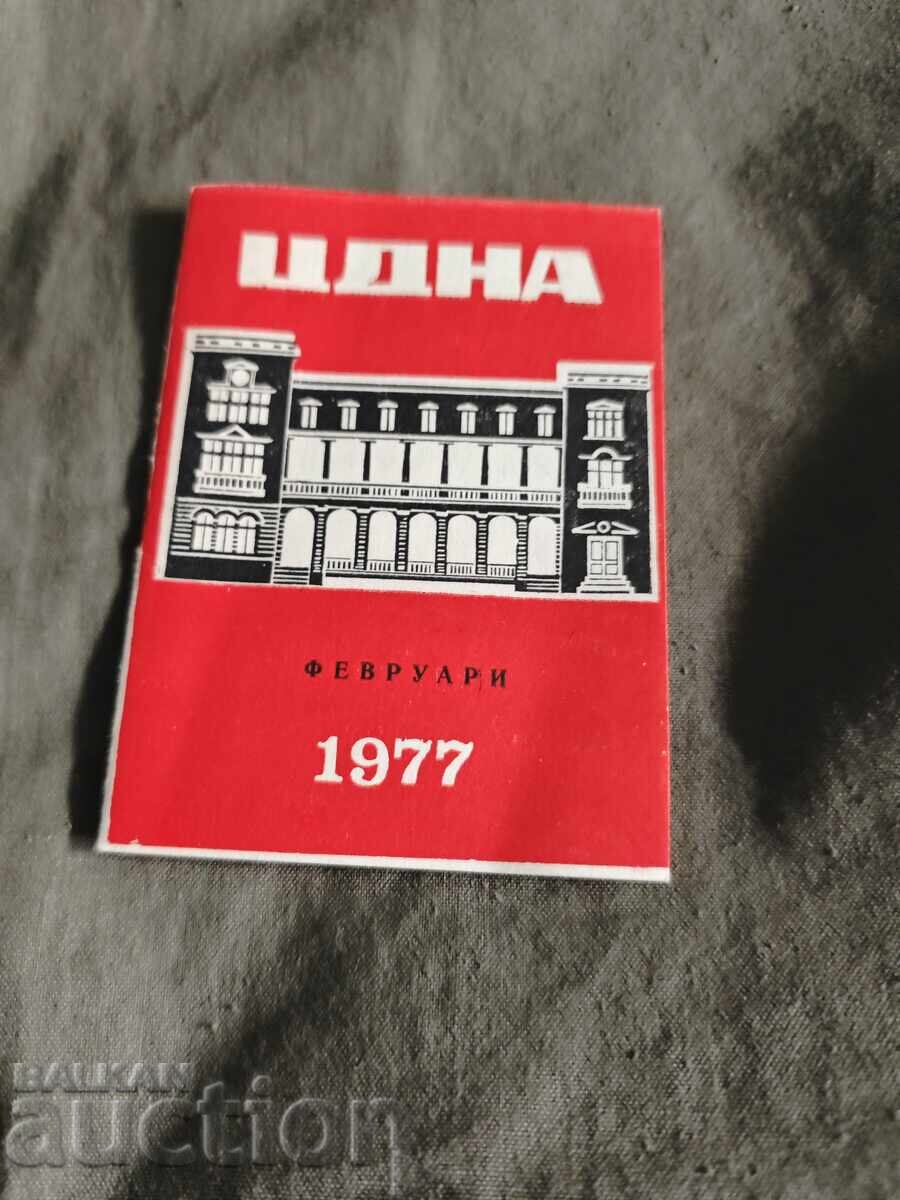 ЦДНА
ФЕВРУАРИ
1977
BALKAN
auction